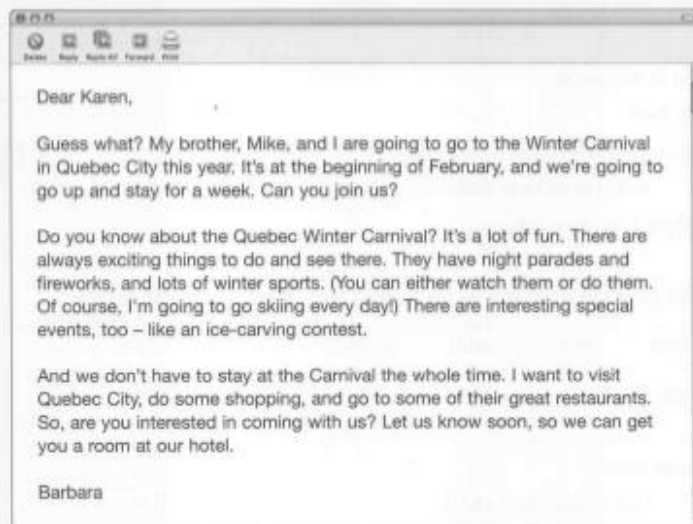 Delete Reply Reply All Forward Print
Dear Karen,
Guess what? My brother, Mike, and I are going to go to the Winter Carnival
in Quebec City this year. It's at the beginning of February, and we're going to
go up and stay for a week. Can you join us?
Do you know about the Quebec Winter Carnival? It's a lot of fun. There are
always exciting things to do and see there. They have night parades and
fireworks, and lots of winter sports. (You can either watch them or do them.
Of course, I'm going to go skiing every day!) There are interesting special
events, too – like an ice-carving contest.
And we don't have to stay at the Carnival the whole time. I want to visit
Quebec City, do some shopping, and go to some of their great restaurants.
So, are you interested in coming with us? Let us know soon, so we can get
you a room at our hotel.
Barbara